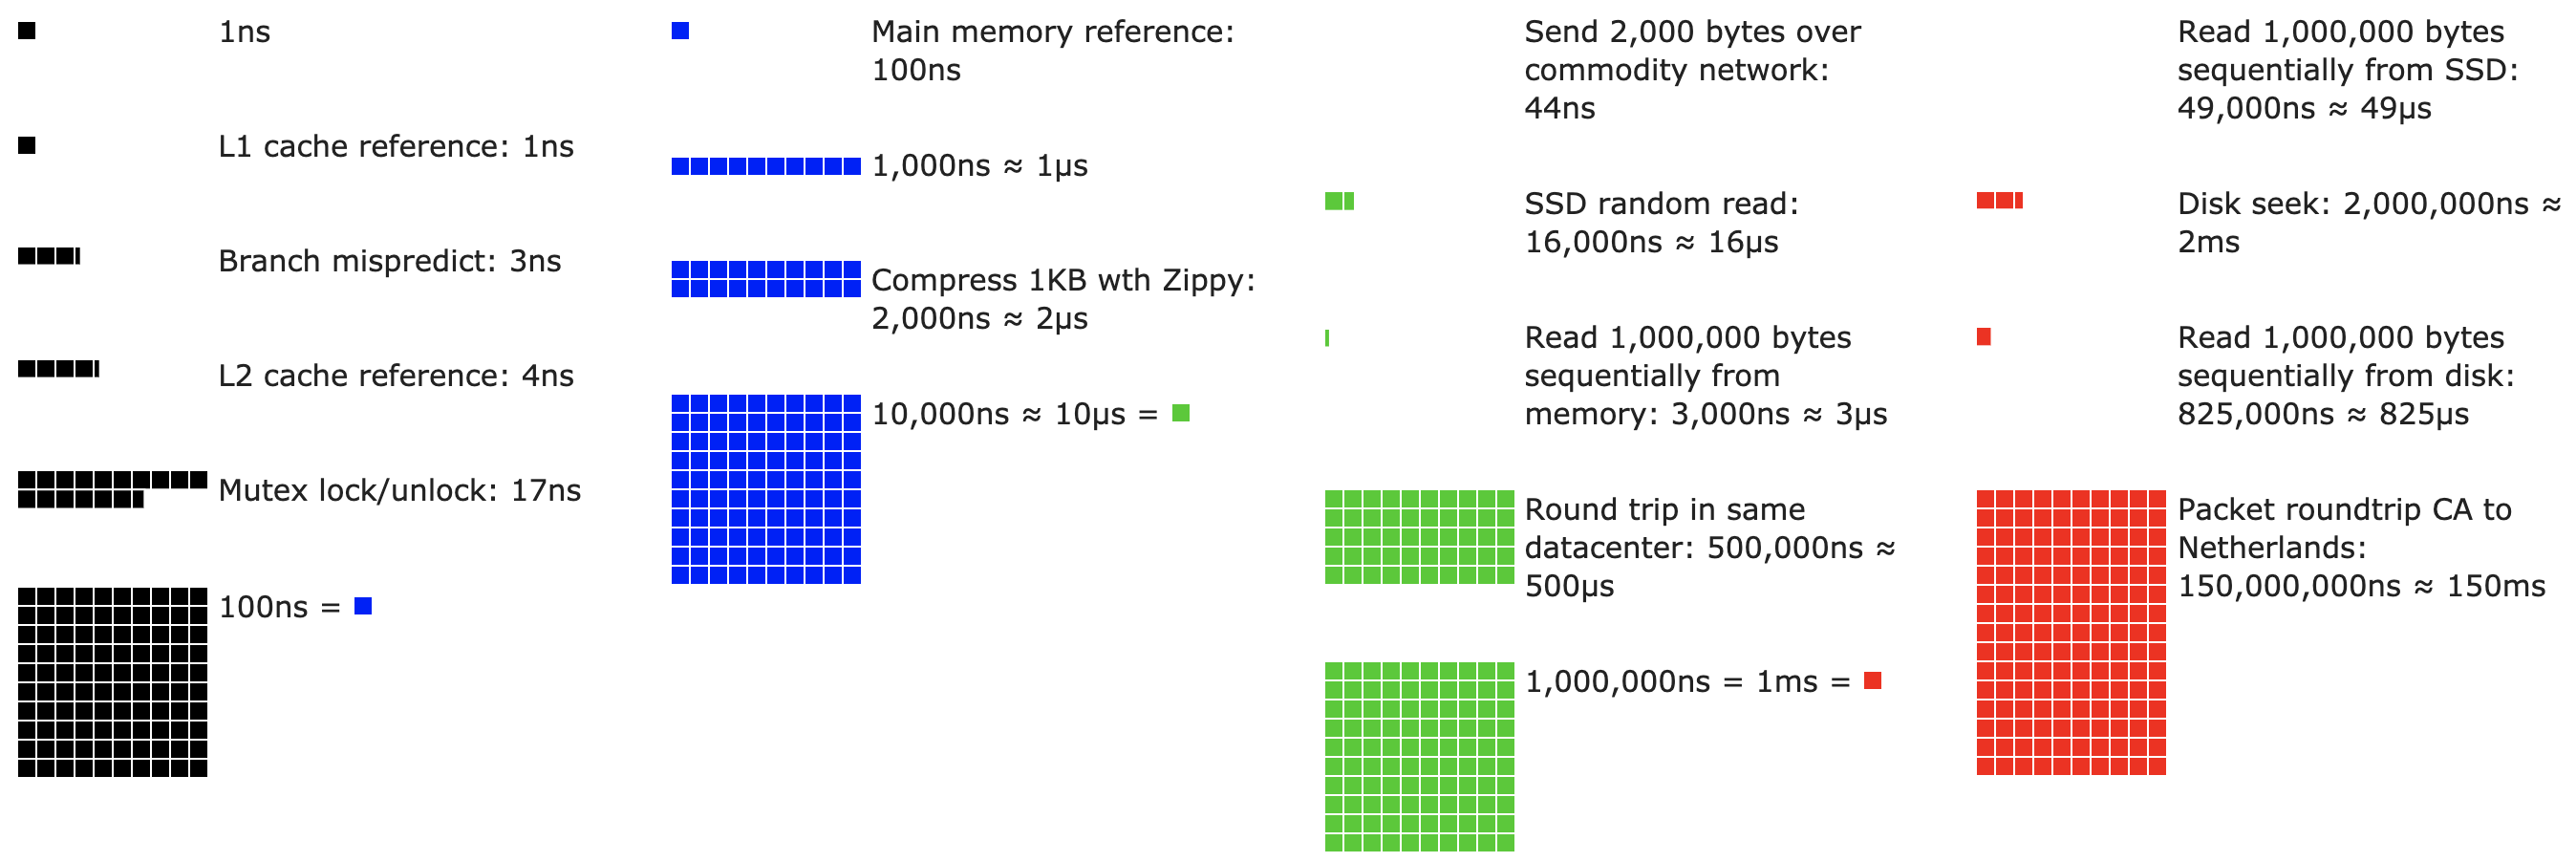 1ns
L1 cache reference: 1ns
Branch mispredict: 3ns
L2 cache reference: 4ns
Mutex lock/unlock: 17ns
100ns =
Main memory reference:
100ns
1,000ns ≈ 1μs
Compress 1KB wth Zippy:
2,000ns ≈ 2μs
10,000ns ≈ 10μs =
Send 2,000 bytes over
commodity network:
44ns
SSD random read:
16,000ns ≈ 16μs
Read 1,000,000 bytes
sequentially from
memory: 3,000ns ≈ 3μs
Round trip in same
datacenter: 500,000ns ≈
500μs
1,000,000ns = 1ms =
Read 1,000,000 bytes
sequentially from SSD:
49,000ns ≈ 49μs
Disk seek: 2,000,000ns ≈
2ms
Read 1,000,000 bytes
sequentially from disk:
825,000ns ≈ 825μs
Packet roundtrip CA to
Netherlands:
150,000,000ns ≈ 150ms